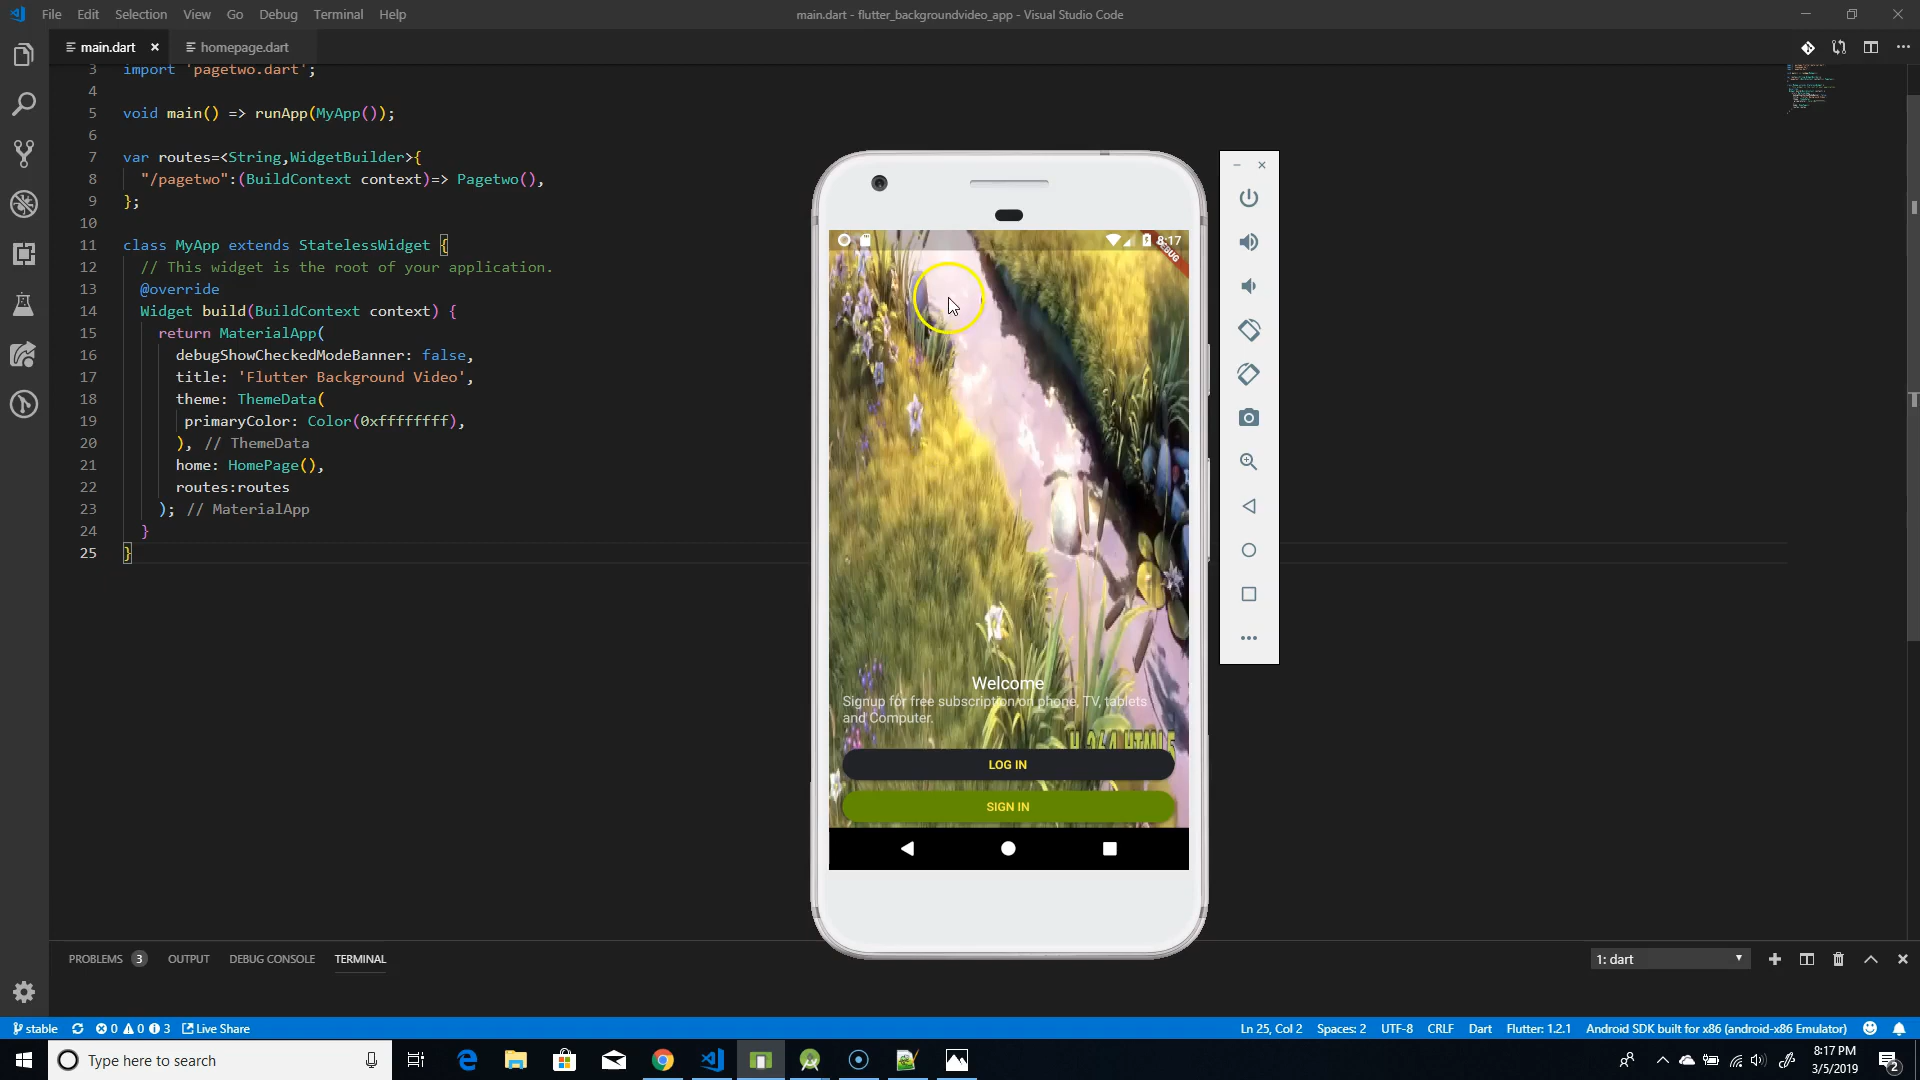 File Edit Selection View Go Debug Terminal Help
main.dart - flutter_backgroundvideo_app - Visual Studio Code
main.dart
homepage.dart
3 import 'pagetwo.dart';
4
5 void main() => runApp(MyApp());
6
7 var routes=<String,WidgetBuilder>{
8 "/pagetwo":(BuildContext context)=> Pagetwo(),
9 };
10
11 class MyApp extends StatelessWidget {
12 // This widget is the root of your application.
13 @override
14 Widget build(BuildContext context) {
15 return MaterialApp(
16 debugShowCheckedModeBanner: false,
17 title: 'Flutter Background Video',
18 theme: ThemeData(
19 primaryColor: Color(0xffffffff),
20 ), // ThemeData
21 home: HomePage(),
22 routes:routes
23 ); // MaterialApp
24 }
25 }
8:17
DEBUG
Welcome
Signup for free subscription on phone, TV, tablets
and Computer.
H.264 HTML5
LOG IN
SIGN IN
PROBLEMS 3 OUTPUT DEBUG CONSOLE TERMINAL
1: dart
stable 0 0 3 Live Share
Ln 25, Col 2 Spaces: 2 UTF-8 CRLF Dart Flutter: 1.2.1 Android SDK built for x86 (android-x86 Emulator)
Type here to search
8:17 PM
3/5/2019
2